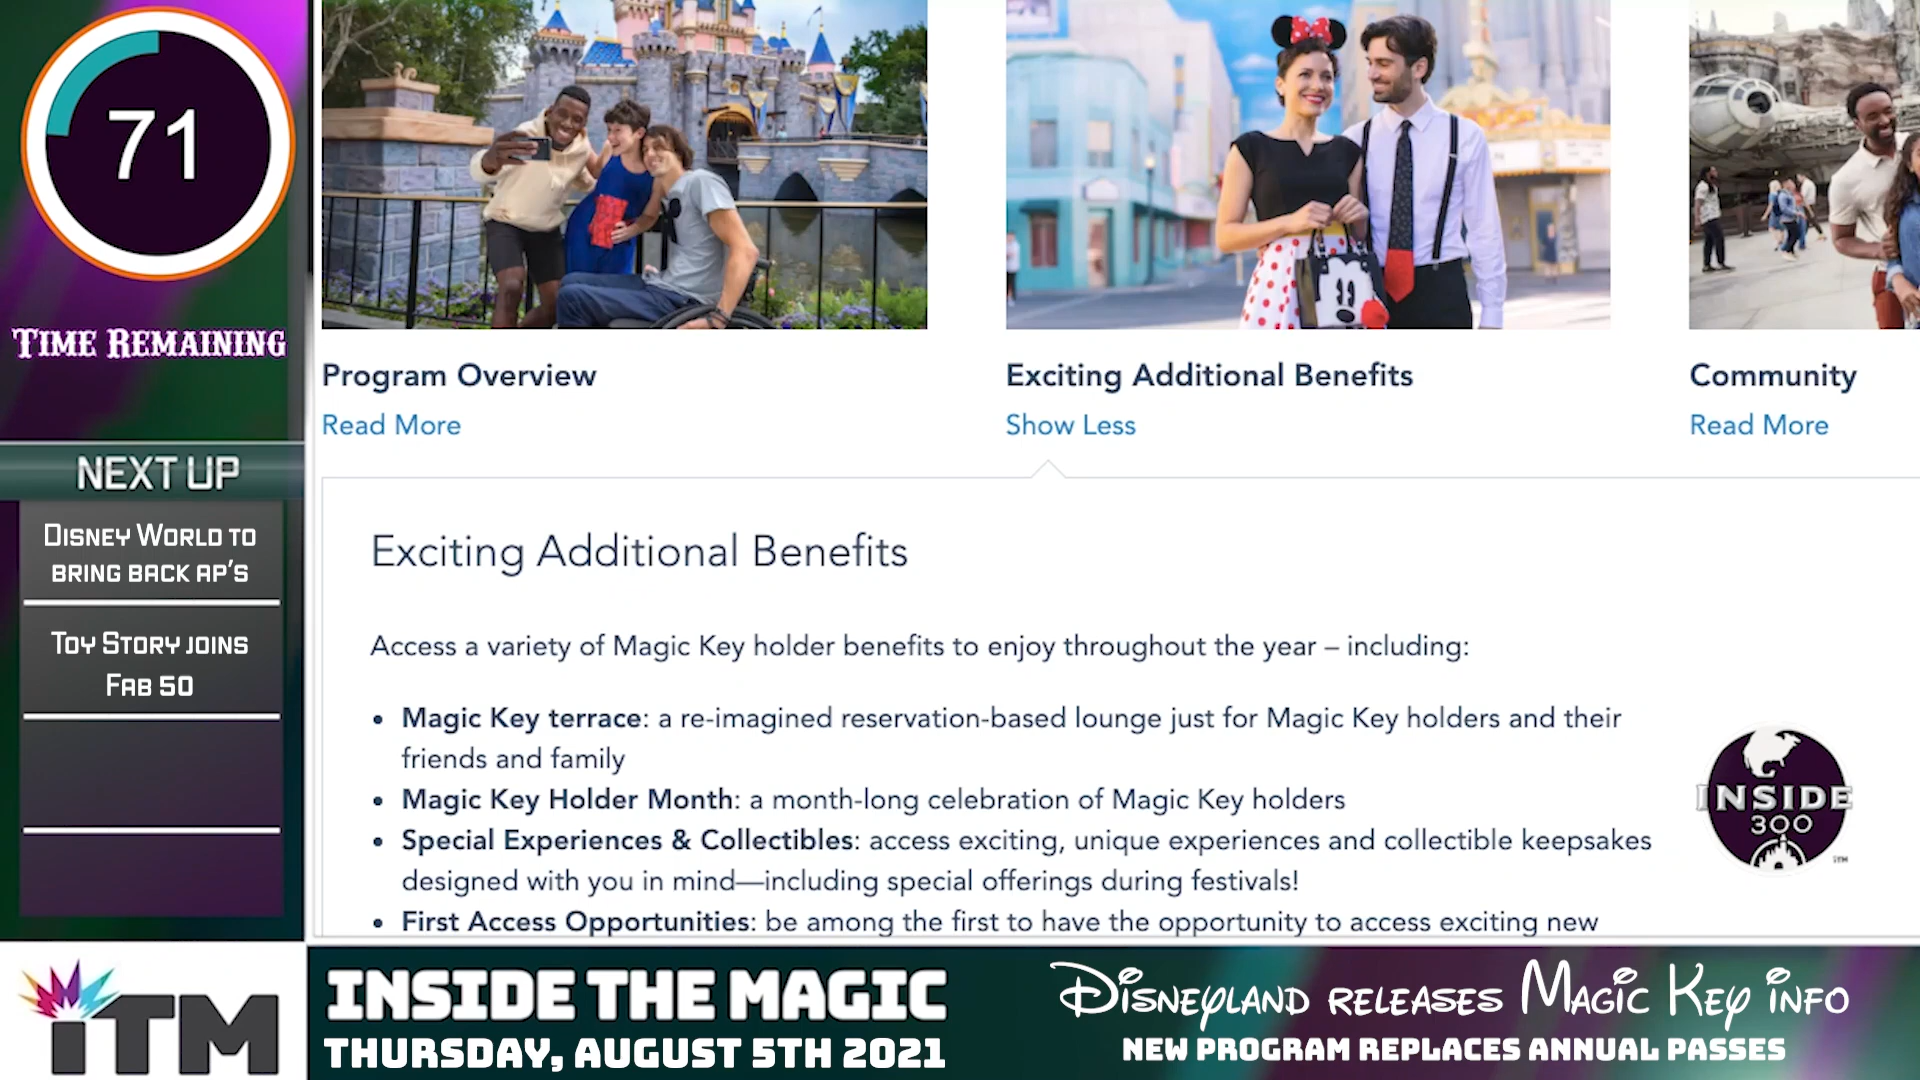 71
TIME REMAINING
NEXT UP
DISNEY WORLD TO
BRING BACK AP'S
TOY STORY JOINS
FAB 50
Program Overview
Read More
Exciting Additional Benefits
Show Less
Community
Read More
Exciting Additional Benefits
Access a variety of Magic Key holder benefits to enjoy throughout the year – including:
• Magic Key terrace: a re-imagined reservation-based lounge just for Magic Key holders and their
friends and family
• Magic Key Holder Month: a month-long celebration of Magic Key holders
• Special Experiences & Collectibles: access exciting, unique experiences and collectible keepsakes
designed with you in mind—including special offerings during festivals!
• First Access Opportunities: be among the first to have the opportunity to access exciting new
INSIDE
300
iTM
iTM
INSIDE THE MAGIC
THURSDAY, AUGUST 5TH 2021
DISNEYLAND RELEASES MAGIC KEY INFO
NEW PROGRAM REPLACES ANNUAL PASSES